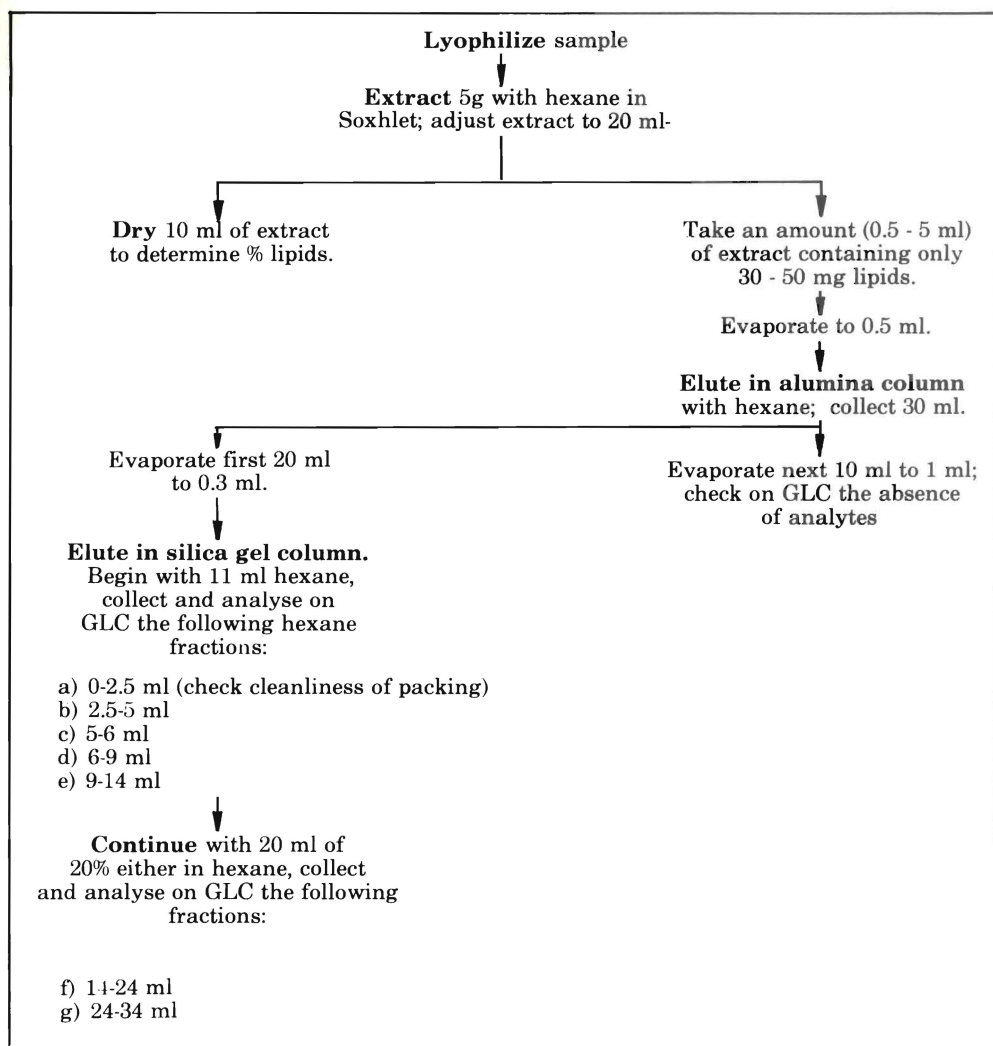 Lyophilize sample
Extract 5g with hexane in
Soxhlet; adjust extract to 20 ml-
Dry 10 ml of extract
to determine % lipids.
Take an amount (0.5 - 5 ml)
of extract containing only
30 - 50 mg lipids.
Evaporate to 0.5 ml.
Elute in alumina column
with hexane; collect 30 ml.
Evaporate first 20 ml
to 0.3 ml.
Evaporate next 10 ml to 1 ml;
check on GLC the absence
of analytes
Elute in silica gel column.
Begin with 11 ml hexane,
collect and analyse on
GLC the following hexane
fractions:
a) 0-2.5 ml (check cleanliness of packing)
b) 2.5-5 ml
c) 5-6 ml
d) 6-9 ml
e) 9-14 ml
Continue with 20 ml of
20% either in hexane, collect
and analyse on GLC the following
fractions:
f) 14-24 ml
g) 24-34 ml